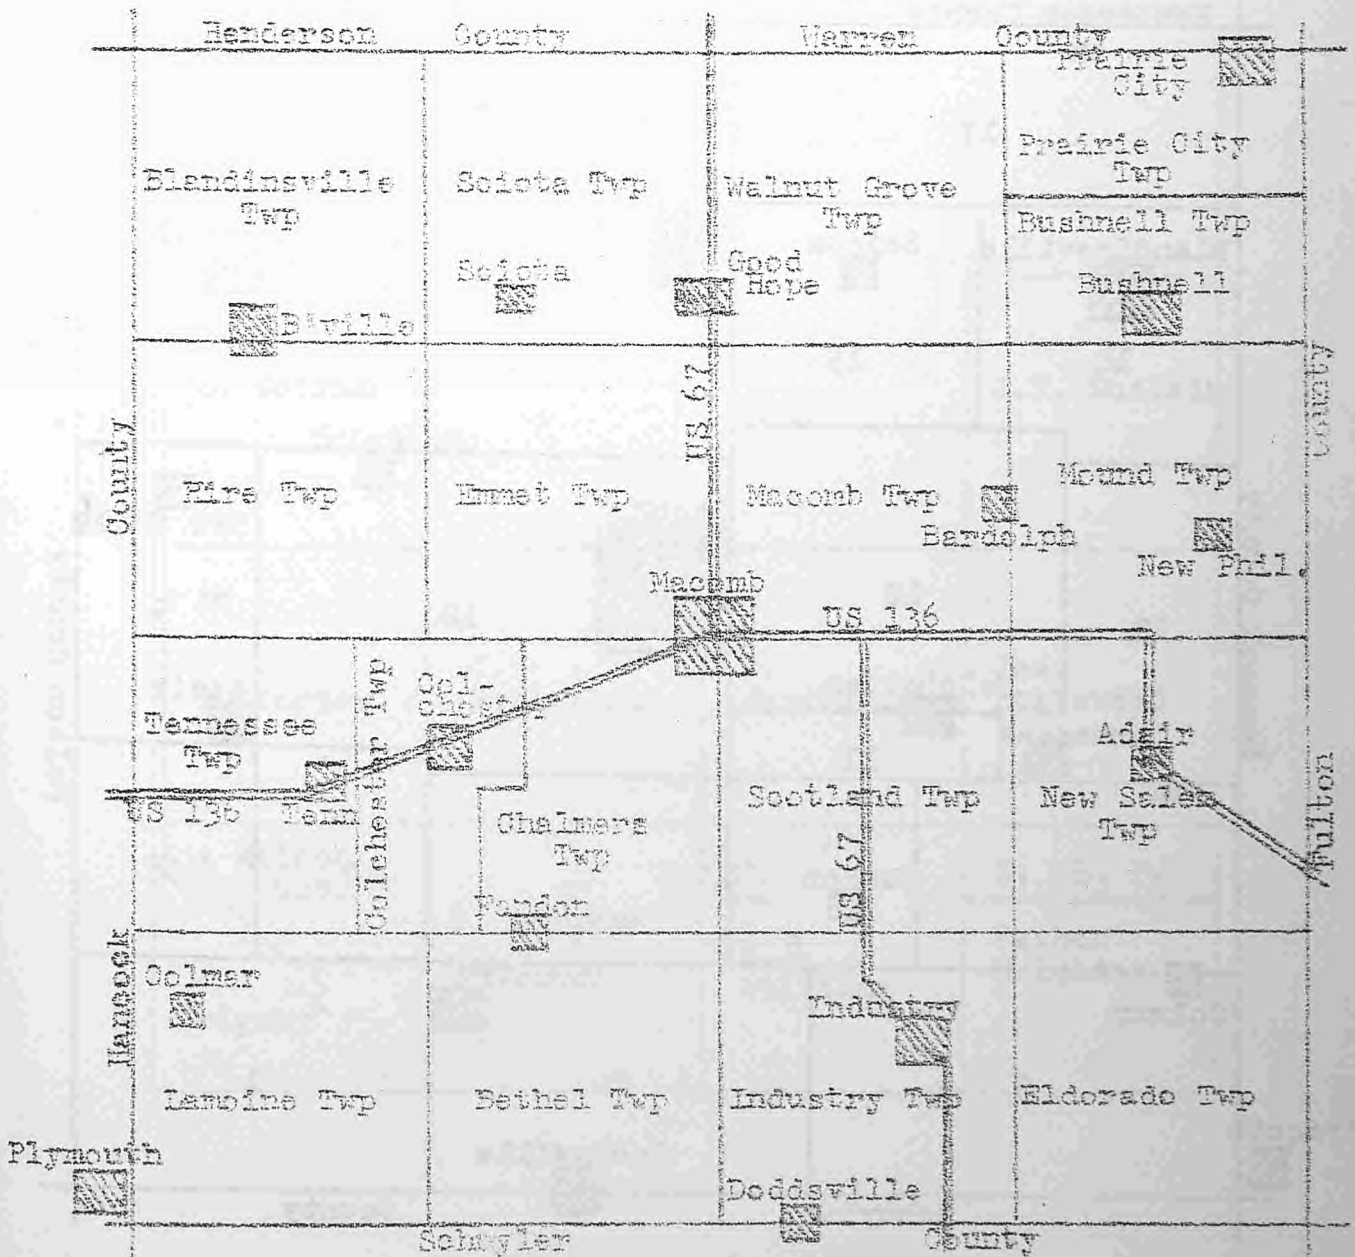 Henderson County Warren County
Prairie
City
Prairie City
Twp
Blandinsville
Twp
Sciota Twp
Walnut Grove
Twp
Bushnell Twp
Sciota
Good
Hope
Bushnell
B'ville
US 67
County
County
Hire Twp
Emmet Twp
Macomb Twp
Mound Twp
Bardolph
New Phil.
Macomb
US 136
Colchester Twp
Col-
chester
Tennessee
Twp
Adair
US 136
Tenn
Scotland Twp
New Salem
Twp
Chalmers
Twp
US 67
Fulton
Fandon
Hancock
Colmar
Industry
Lamoine Twp
Bethel Twp
Industry Twp
Eldorado Twp
Plymouth
Doddsville
Schuyler County